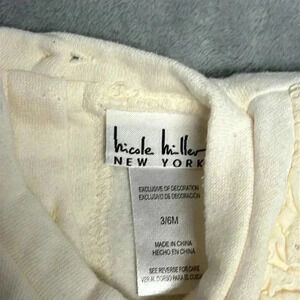 nicole miller
NEW YORK
EXCLUSIVE OF DECORATION
EXCLUSIVO DE DECORACIÓN
3/6M
MADE IN CHINA
HECHO EN CHINA
SEE REVERSE FOR CARE
VER AL DORSO PARA EL CUIDADO